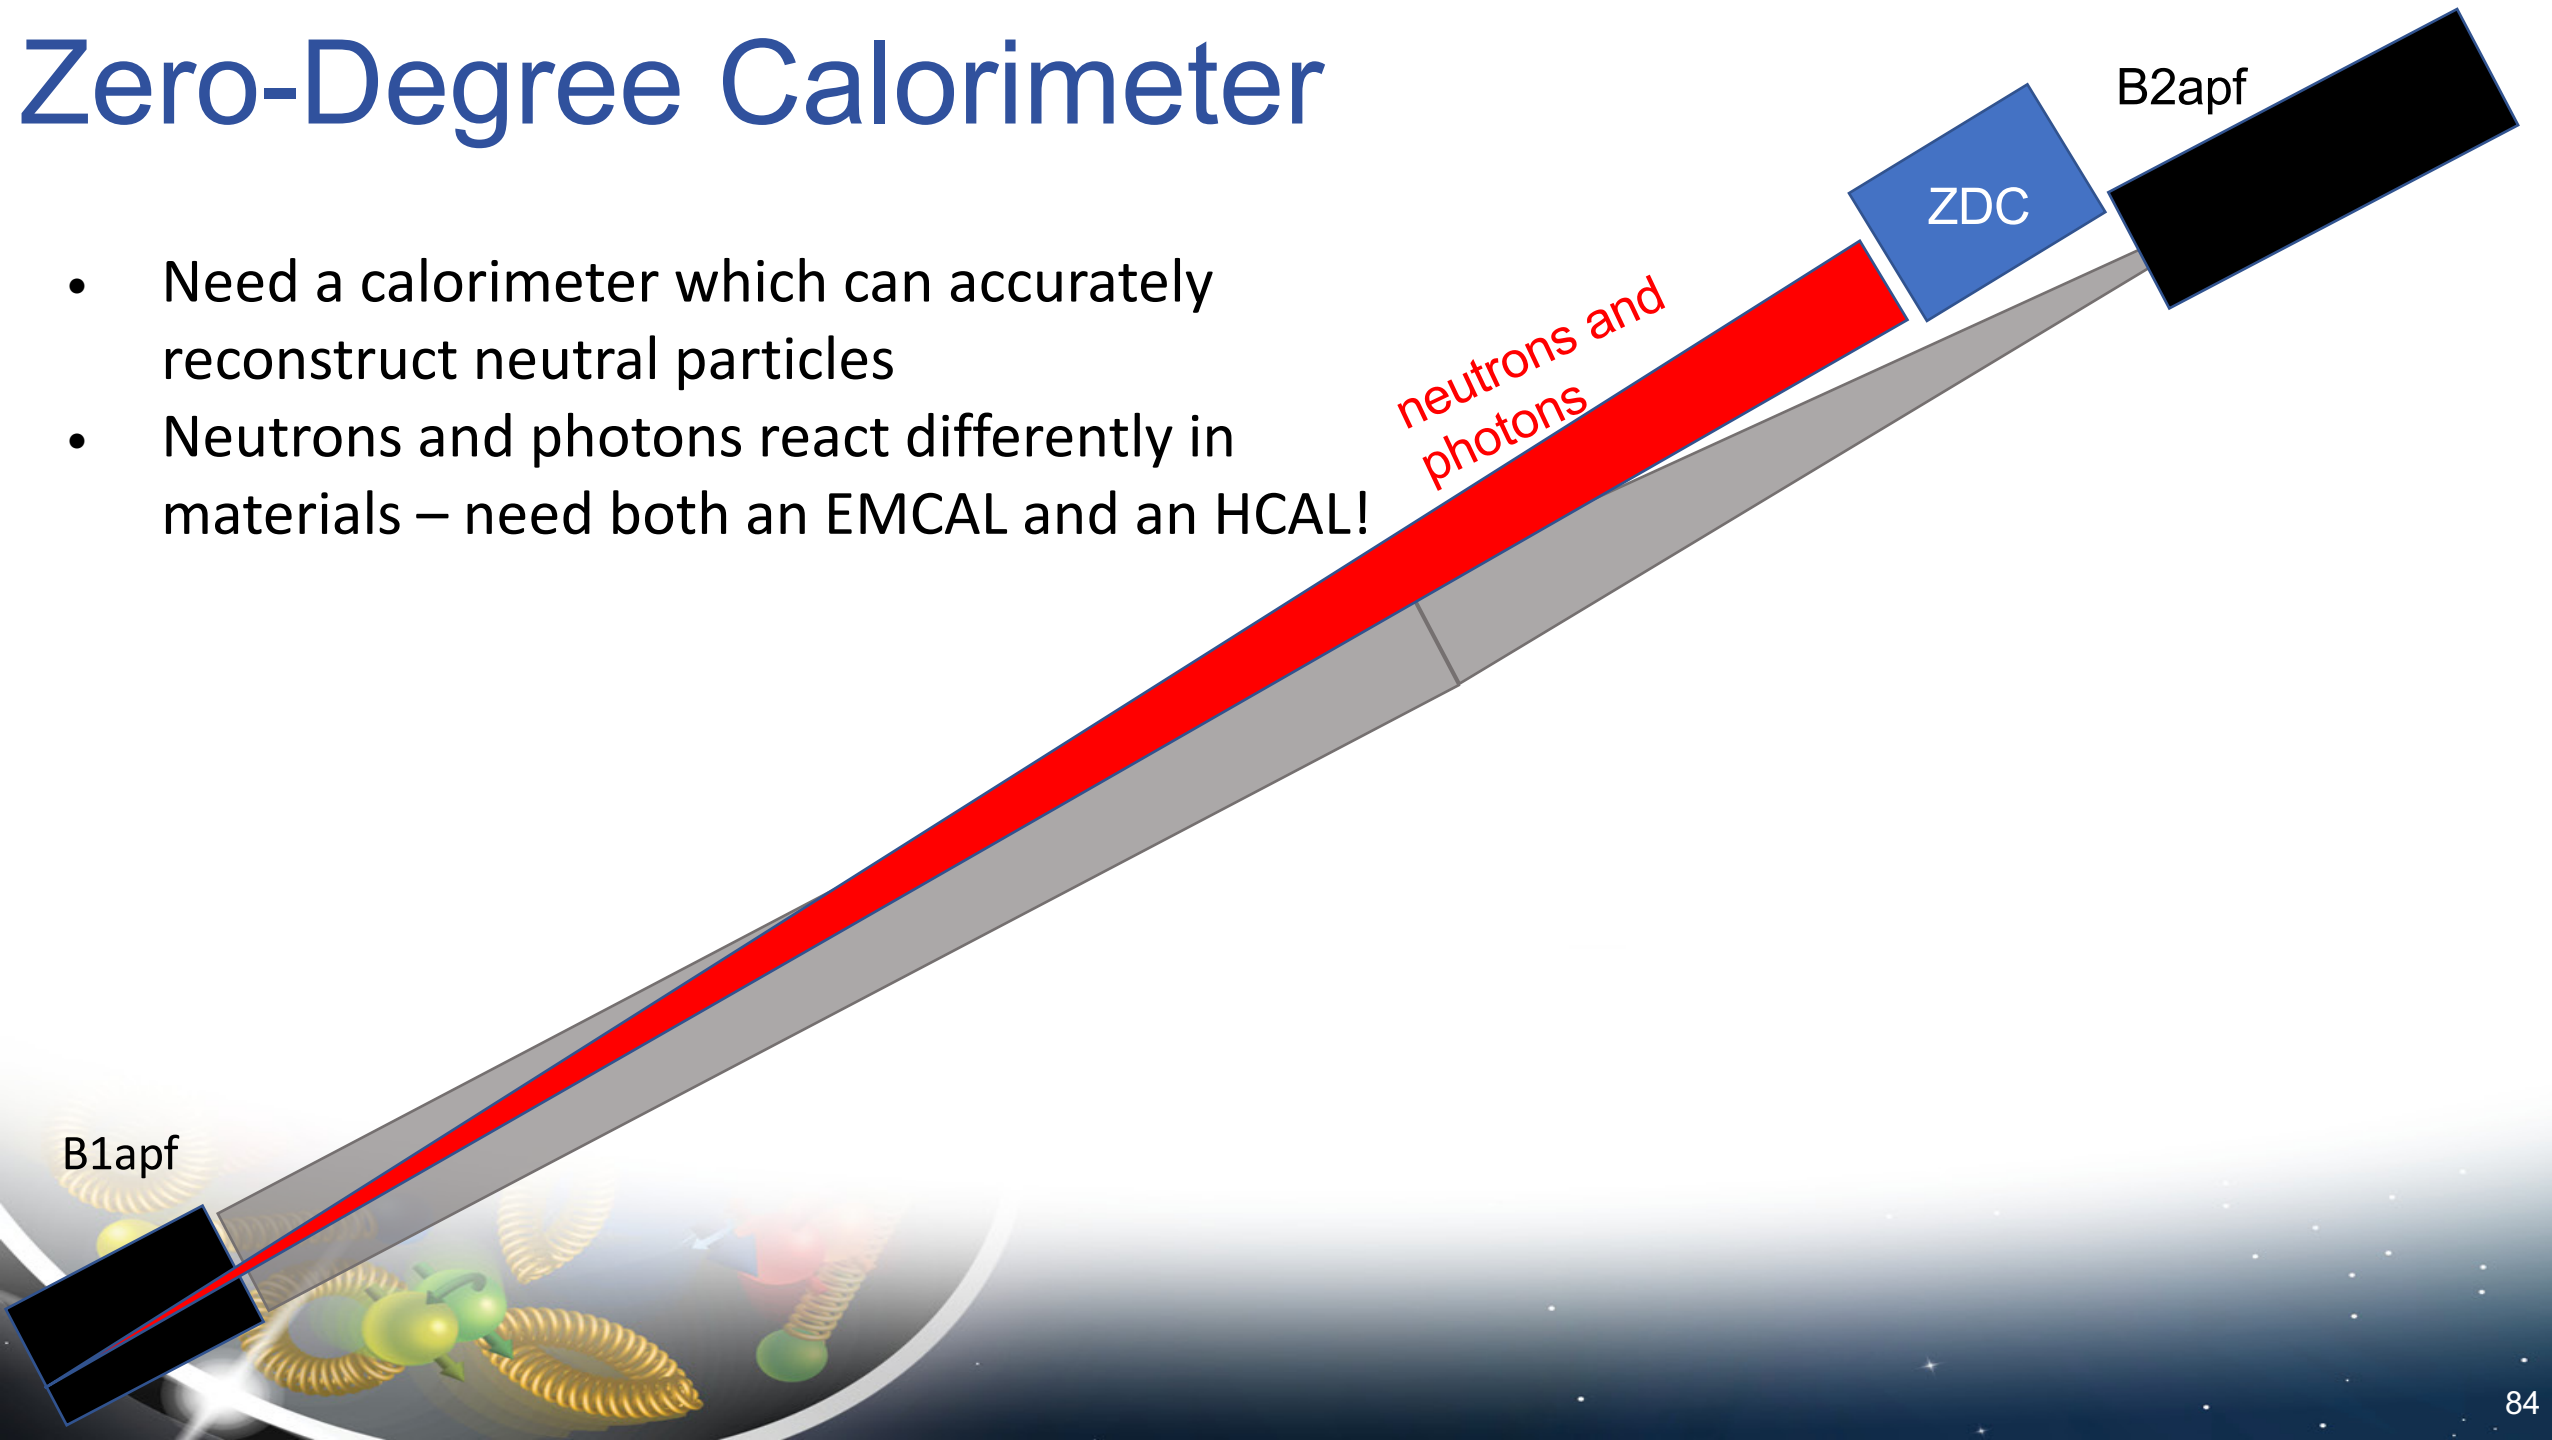 Zero-Degree Calorimeter
B2apf
ZDC
• Need a calorimeter which can accurately
reconstruct neutral particles
• Neutrons and photons react differently in
materials – need both an EMCAL and an HCAL!
neutrons and
photons
B1apf
84